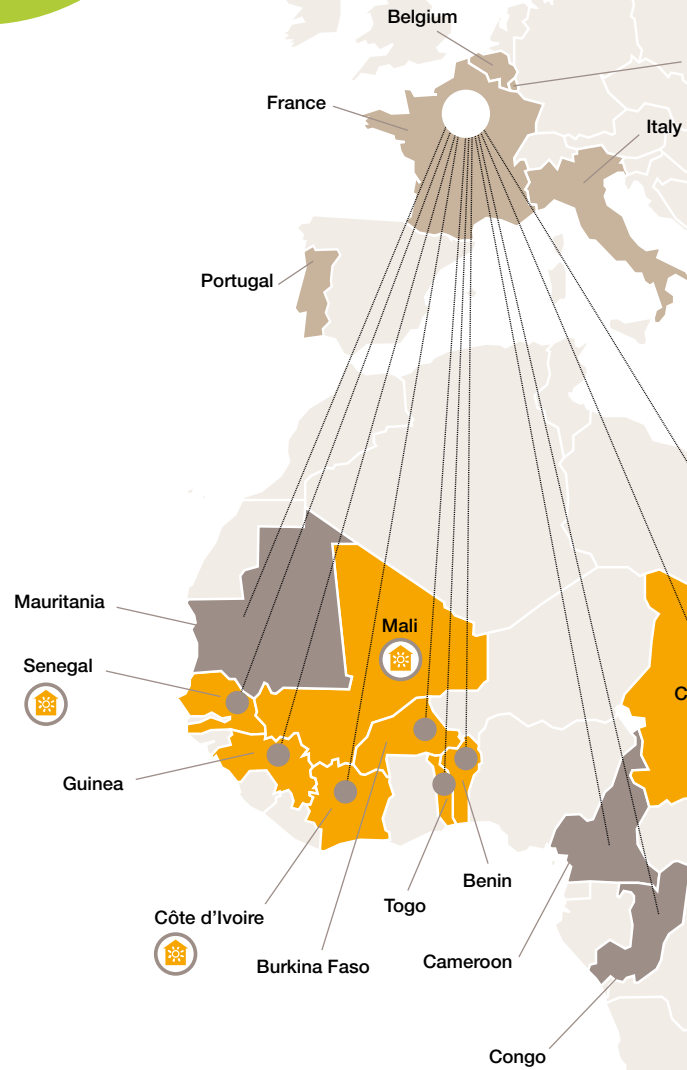 Belgium
France
Italy
Portugal
Mauritania
Mali
Senegal
Guinea
Benin
Togo
Côte d'Ivoire
Burkina Faso
Cameroon
Congo
C